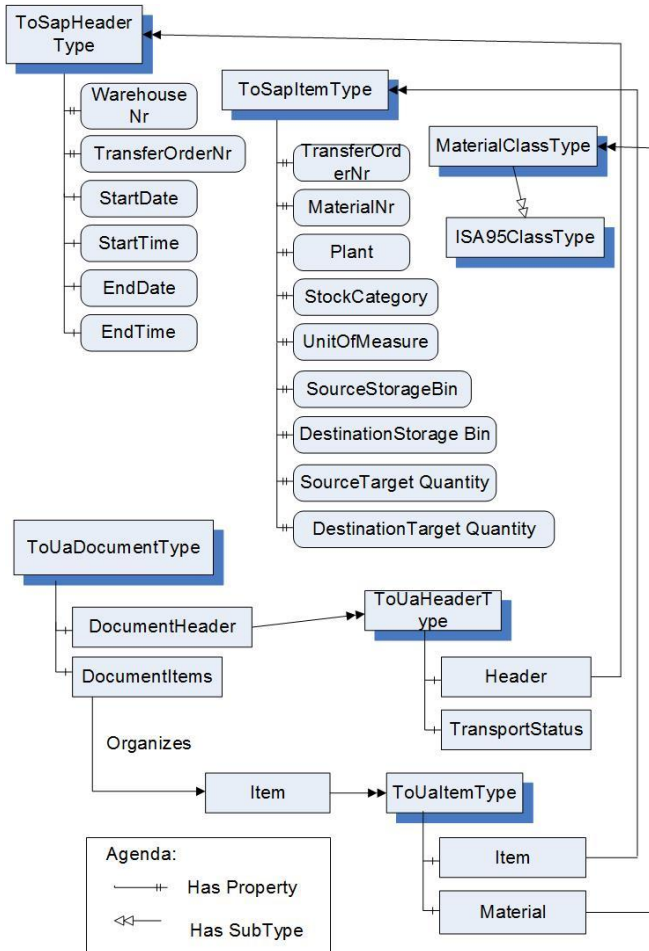 ToSapHeader
Type
Warehouse
Nr
TransferOrderNr
StartDate
StartTime
EndDate
EndTime
ToSapItemType
TransferOrd
erNr
MaterialNr
Plant
StockCategory
UnitOfMeasure
SourceStorageBin
DestinationStorage Bin
SourceTarget Quantity
DestinationTarget Quantity
MaterialClassType
ISA95ClassType
ToUaDocumentType
DocumentHeader
DocumentItems
Organizes
Item
ToUaHeaderT
ype
Header
TransportStatus
ToUaItemType
Item
Material
Agenda:
Has Property
Has SubType